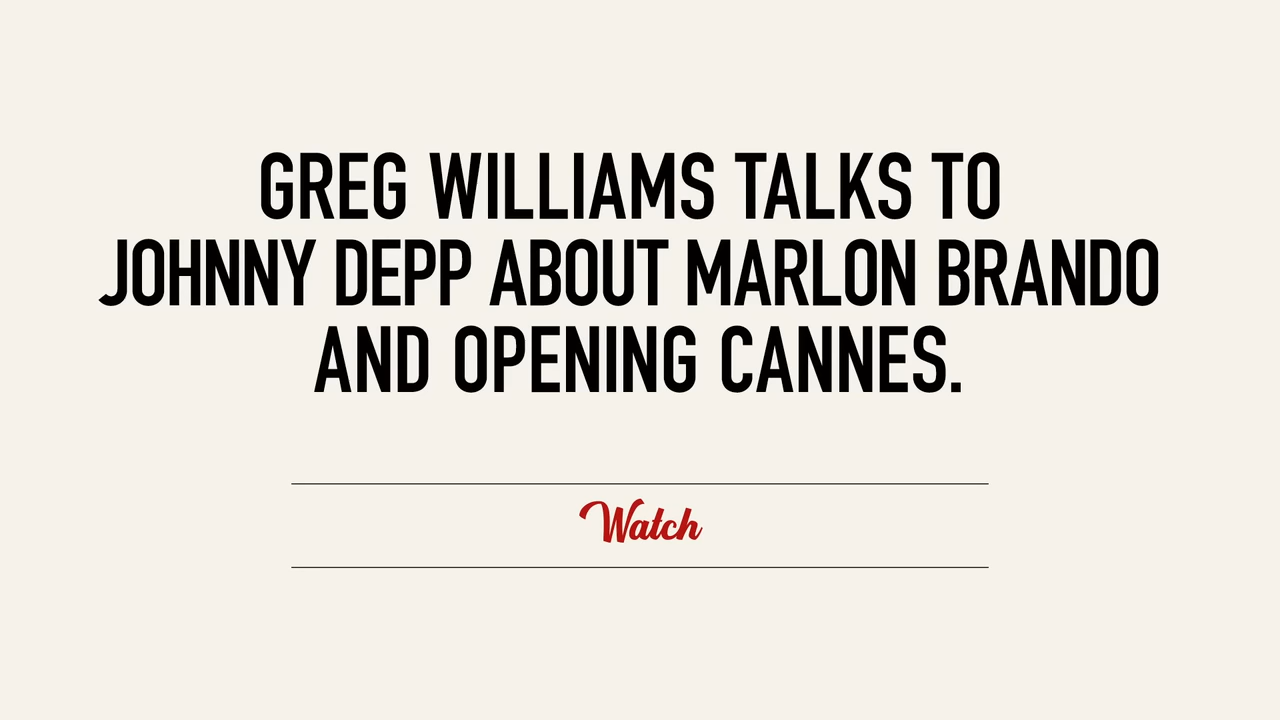 GREG WILLIAMS TALKS TO
JOHNNY DEPP ABOUT MARLON BRANDO
AND OPENING CANNES.
Watch